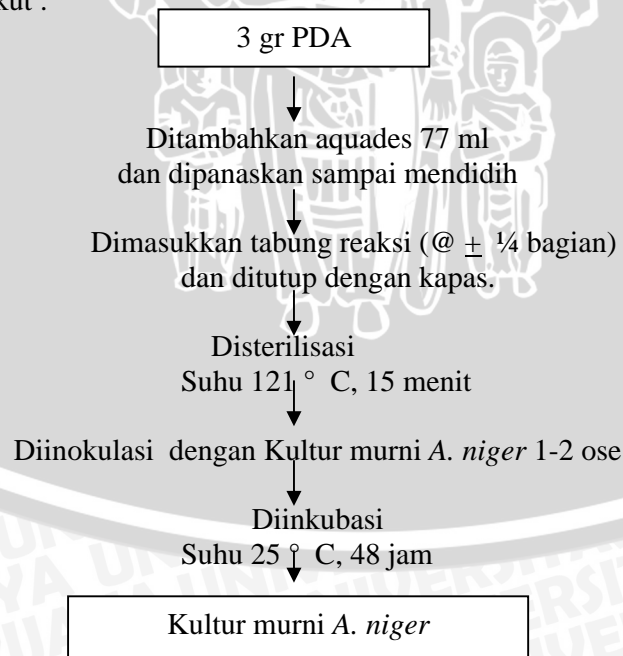 kut :
3 gr PDA
Ditambahkan aquades 77 ml
dan dipanaskan sampai mendidih
Dimasukkan tabung reaksi (@ ± ¼ bagian)
dan ditutup dengan kapas.
Disterilisasi
Suhu 121 ° C, 15 menit
Diinokulasi dengan Kultur murni A. niger 1-2 ose
Diinkubasi
Suhu 25 ° C, 48 jam
Kultur murni A. niger